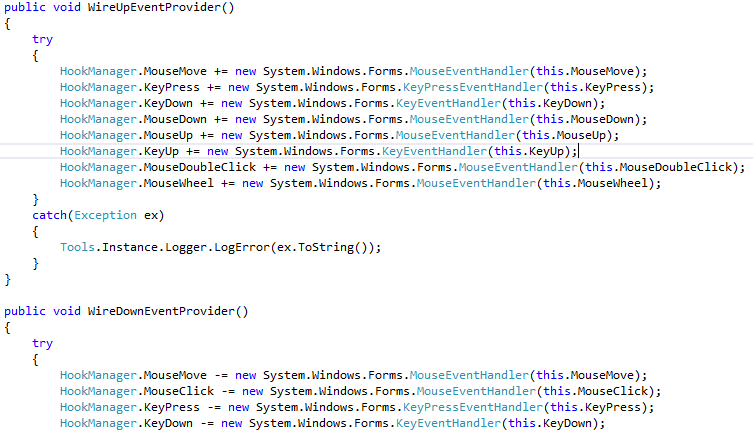 public void WireUpEventProvider()
{
    try
    {
        HookManager.MouseMove += new System.Windows.Forms.MouseEventHandler(this.MouseMove);
        HookManager.KeyPress += new System.Windows.Forms.KeyPressEventHandler(this.KeyPress);
        HookManager.KeyDown += new System.Windows.Forms.KeyEventHandler(this.KeyDown);
        HookManager.MouseDown += new System.Windows.Forms.MouseEventHandler(this.MouseDown);
        HookManager.MouseUp += new System.Windows.Forms.MouseEventHandler(this.MouseUp);
        HookManager.KeyUp += new System.Windows.Forms.KeyEventHandler(this.KeyUp);
        HookManager.MouseDoubleClick += new System.Windows.Forms.MouseEventHandler(this.MouseDoubleClick);
        HookManager.MouseWheel += new System.Windows.Forms.MouseEventHandler(this.MouseWheel);
    }
    catch(Exception ex)
    {
        Tools.Instance.Logger.LogError(ex.ToString());
    }
}
public void WireDownEventProvider()
{
    try
    {
        HookManager.MouseMove -= new System.Windows.Forms.MouseEventHandler(this.MouseMove);
        HookManager.MouseClick -= new System.Windows.Forms.MouseEventHandler(this.MouseClick);
        HookManager.KeyPress -= new System.Windows.Forms.KeyPressEventHandler(this.KeyPress);
        HookManager.KeyDown -= new System.Windows.Forms.KeyEventHandler(this.KeyDown);